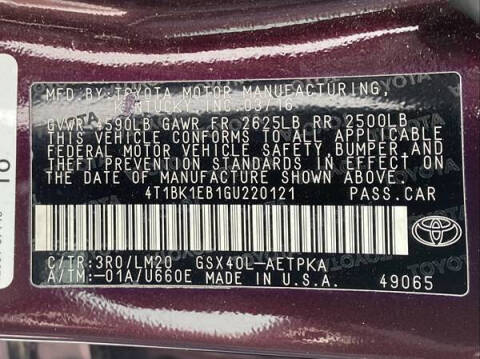 MFD. BY: TOYOTA MOTOR MANUFACTURING,
KENTUCKY, INC. 03/16
GVWR 4590LB GAWR FR 2625LB RR 2500LB
THIS VEHICLE CONFORMS TO ALL APPLICABLE
FEDERAL MOTOR VEHICLE SAFETY, BUMPER, AND
THEFT PREVENTION STANDARDS IN EFFECT ON
THE DATE OF MANUFACTURE SHOWN ABOVE.
4T1BK1EB1GU220121 PASS.CAR
C/TR:3R0/LM20 GSX40L-AETPKA
A/TM:-01A/U660E MADE IN U.S.A.
TOYOTA
49065